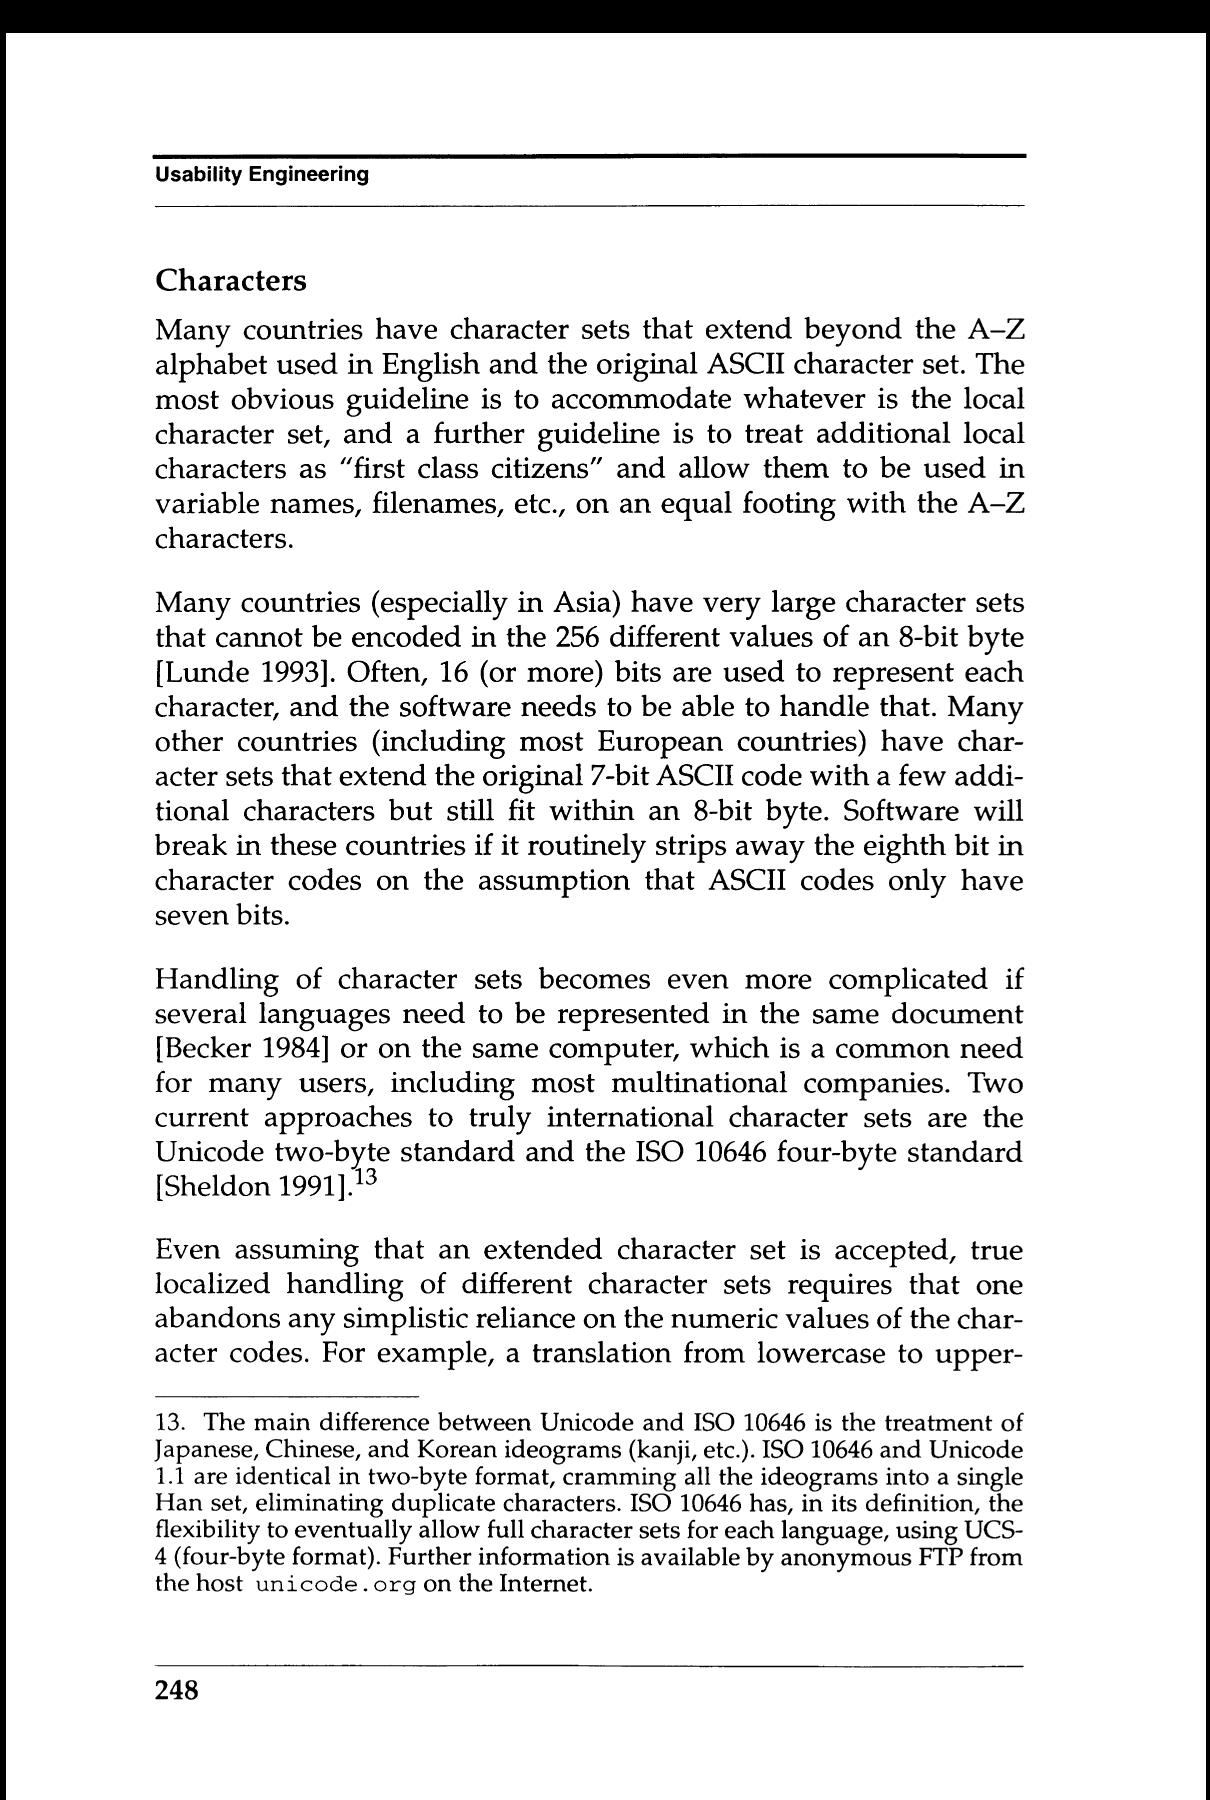 Usability Engineering
Characters
Many countries have character sets that extend beyond the A–Z
alphabet used in English and the original ASCII character set. The
most obvious guideline is to accommodate whatever is the local
character set, and a further guideline is to treat additional local
characters as "first class citizens" and allow them to be used in
variable names, filenames, etc., on an equal footing with the A–Z
characters.
Many countries (especially in Asia) have very large character sets
that cannot be encoded in the 256 different values of an 8-bit byte
[Lunde 1993]. Often, 16 (or more) bits are used to represent each
character, and the software needs to be able to handle that. Many
other countries (including most European countries) have char-
acter sets that extend the original 7-bit ASCII code with a few addi-
tional characters but still fit within an 8-bit byte. Software will
break in these countries if it routinely strips away the eighth bit in
character codes on the assumption that ASCII codes only have
seven bits.
Handling of character sets becomes even more complicated if
several languages need to be represented in the same document
[Becker 1984] or on the same computer, which is a common need
for many users, including most multinational companies. Two
current approaches to truly international character sets are the
Unicode two-byte standard and the ISO 10646 four-byte standard
[Sheldon 1991].13
Even assuming that an extended character set is accepted, true
localized handling of different character sets requires that one
abandons any simplistic reliance on the numeric values of the char-
acter codes. For example, a translation from lowercase to upper-
13. The main difference between Unicode and ISO 10646 is the treatment of
Japanese, Chinese, and Korean ideograms (kanji, etc.). ISO 10646 and Unicode
1.1 are identical in two-byte format, cramming all the ideograms into a single
Han set, eliminating duplicate characters. ISO 10646 has, in its definition, the
flexibility to eventually allow full character sets for each language, using UCS-
4 (four-byte format). Further information is available by anonymous FTP from
the host unicode.org on the Internet.
248